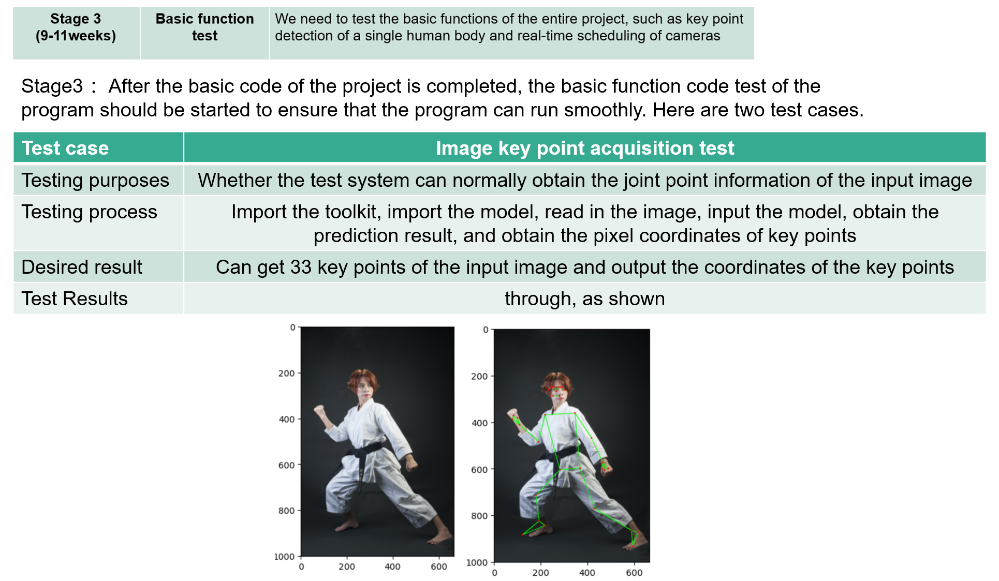 Stage 3
(9-11weeks)
Basic function
test
We need to test the basic functions of the entire project, such as key point
detection of a single human body and real-time scheduling of cameras
Stage3： After the basic code of the project is completed, the basic function code test of the
program should be started to ensure that the program can run smoothly. Here are two test cases.
Test case
Image key point acquisition test
Testing purposes
Whether the test system can normally obtain the joint point information of the input image
Testing process
Import the toolkit, import the model, read in the image, input the model, obtain the
prediction result, and obtain the pixel coordinates of key points
Desired result
Can get 33 key points of the input image and output the coordinates of the key points
Test Results
through, as shown
0
200
400
600
800
1000
0 200 400 600
0
200
400
600
800
1000
0 200 400 600